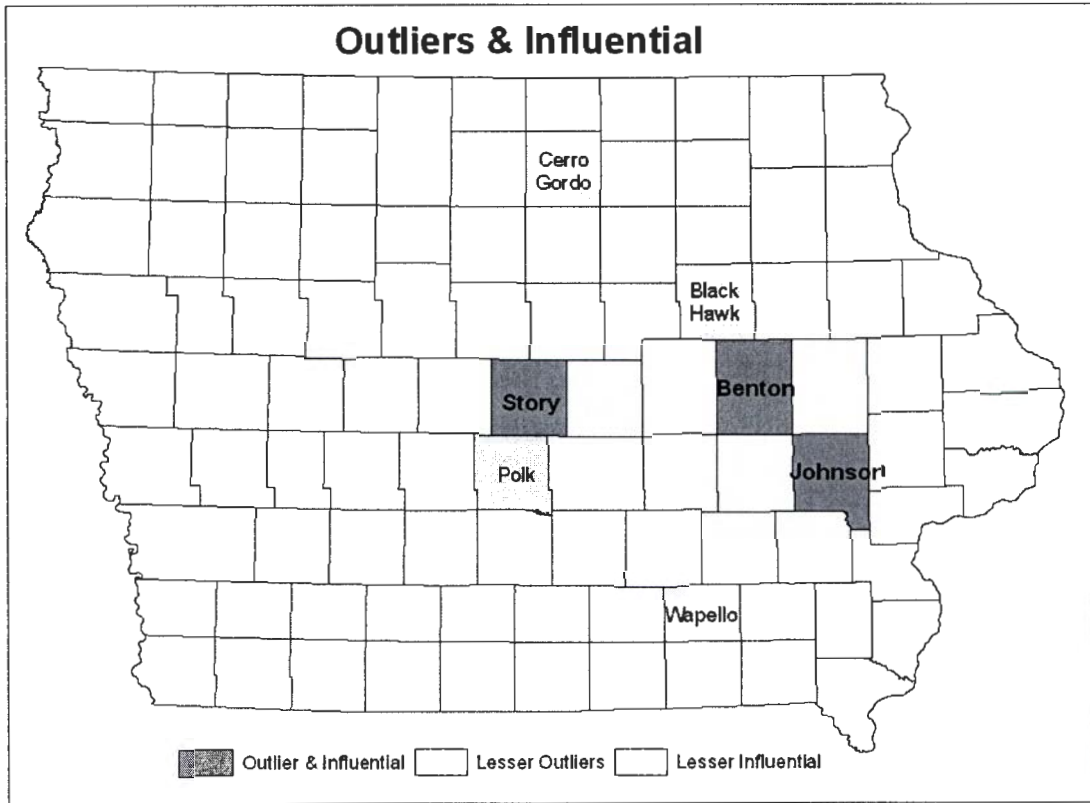 Outliers & Influential
Cerro
Gordo
Black
Hawk
Story
Benton
Polk
Johnson
Wapello
Outlier & Influential
Lesser Outliers
Lesser Influential